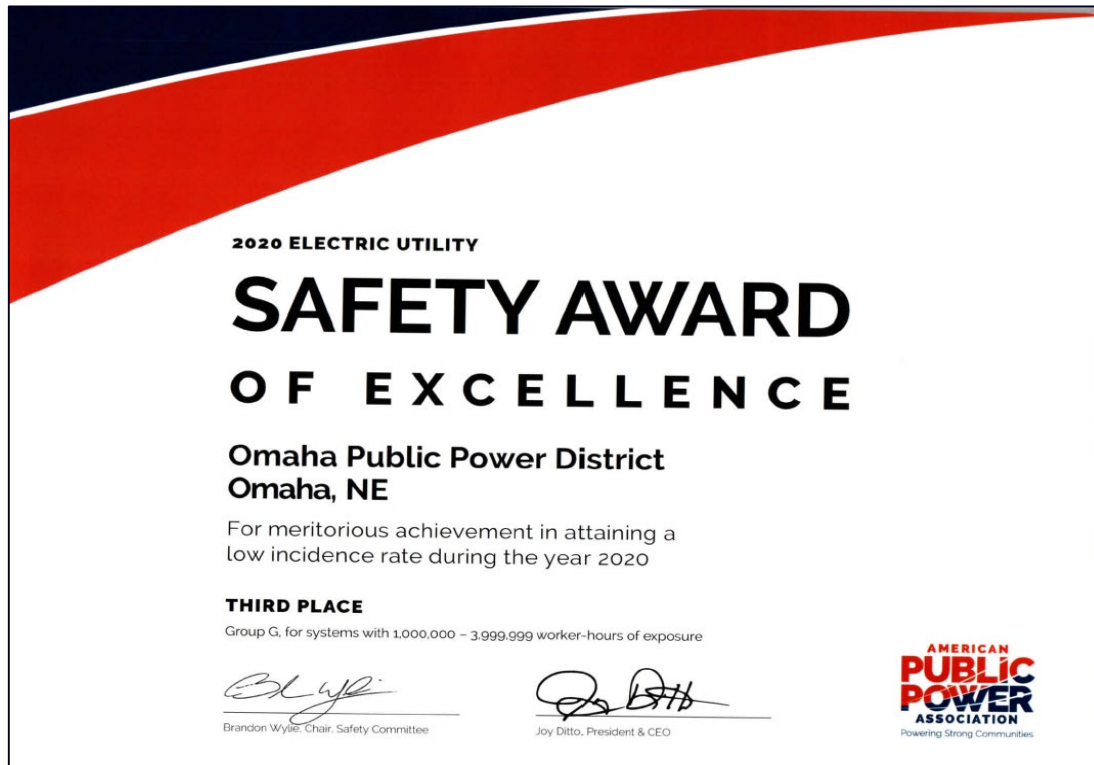 2020 ELECTRIC UTILITY
SAFETY AWARD
OF EXCELLENCE
Omaha Public Power District
Omaha, NE
For meritorious achievement in attaining a
low incidence rate during the year 2020
THIRD PLACE
Group G, for systems with 1,000,000 – 3,999,999 worker-hours of exposure
Brandon Wylie, Chair, Safety Committee
Joy Ditto, President & CEO
AMERICAN
PUBLIC
POWER
ASSOCIATION
Powering Strong Communities